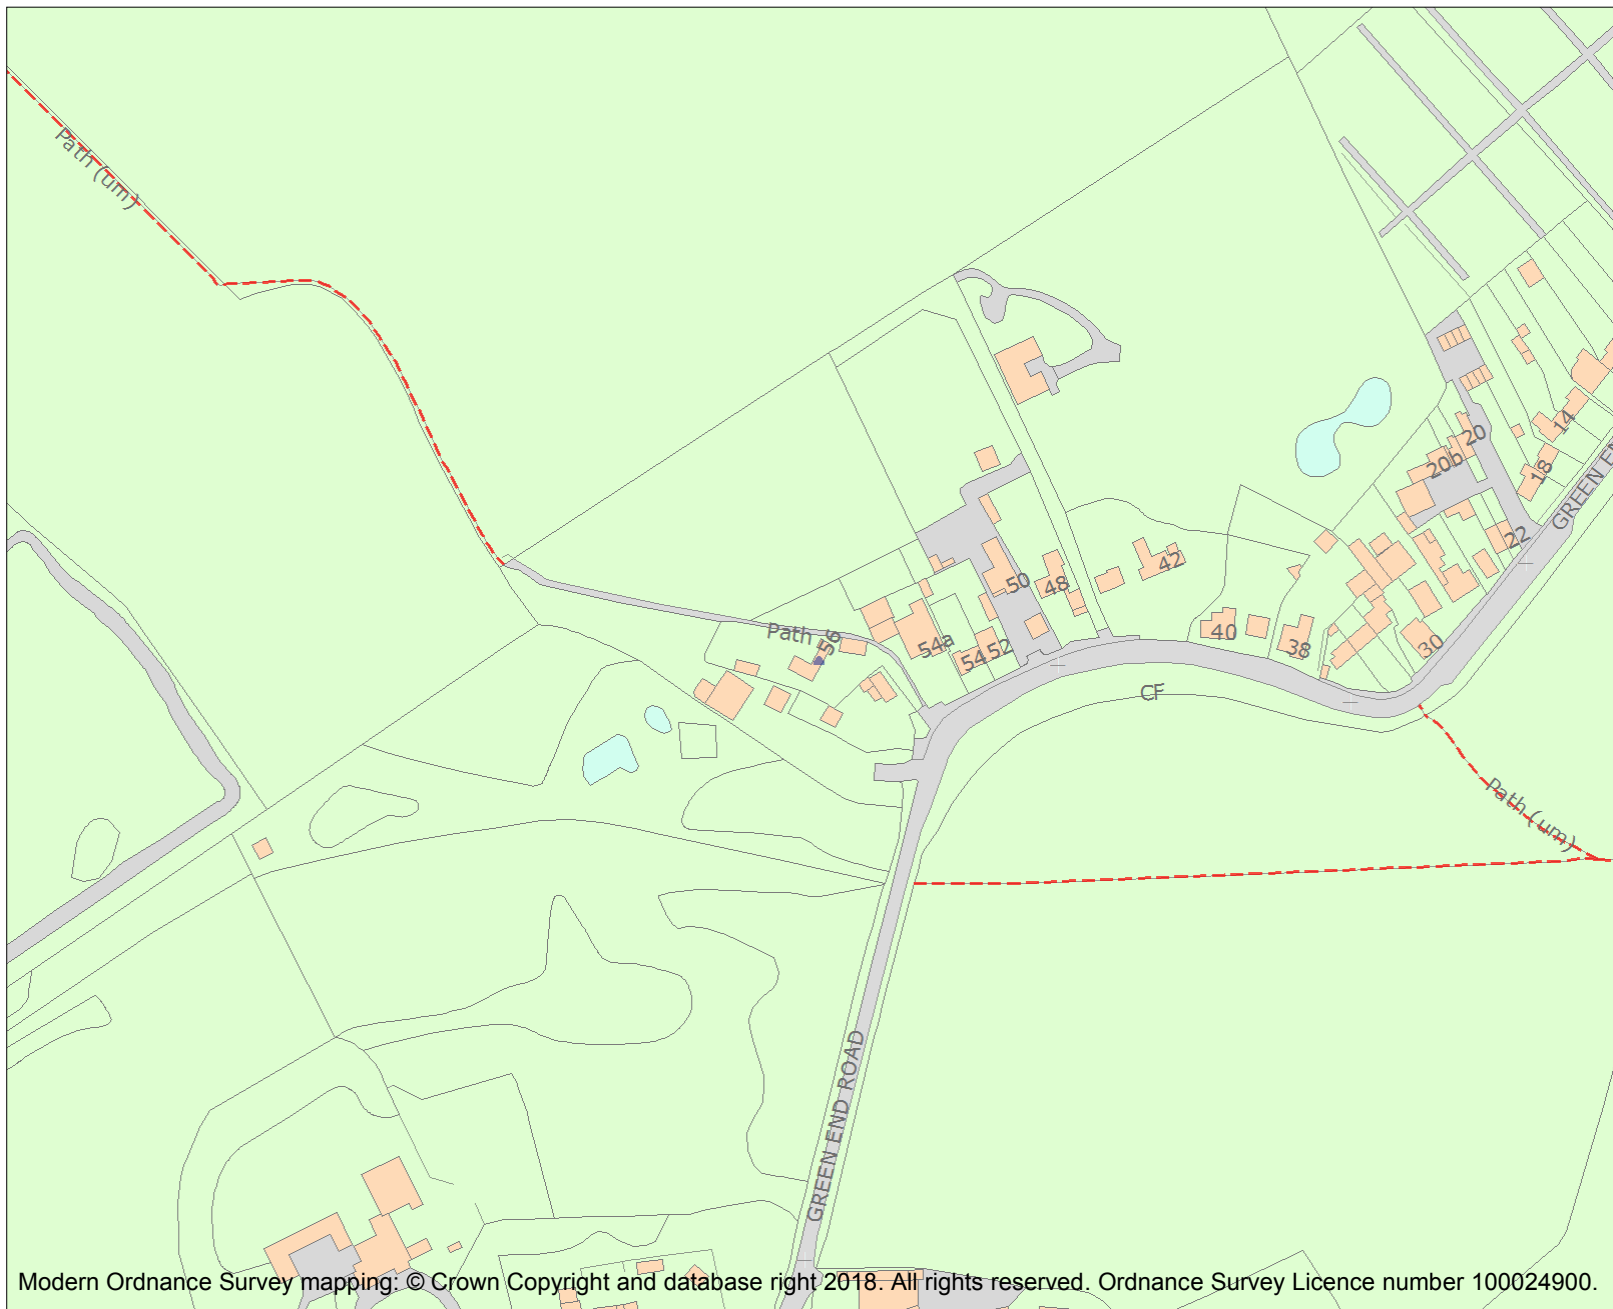 Path (um)
14
20
20b
18
GREEN EN
22
42
50
48
Path
56
54a
54
52
40
38
30
CF
Path (um)
GREEN END ROAD
Modern Ordnance Survey mapping: © Crown Copyright and database right 2018. All rights reserved. Ordnance Survey Licence number 100024900.